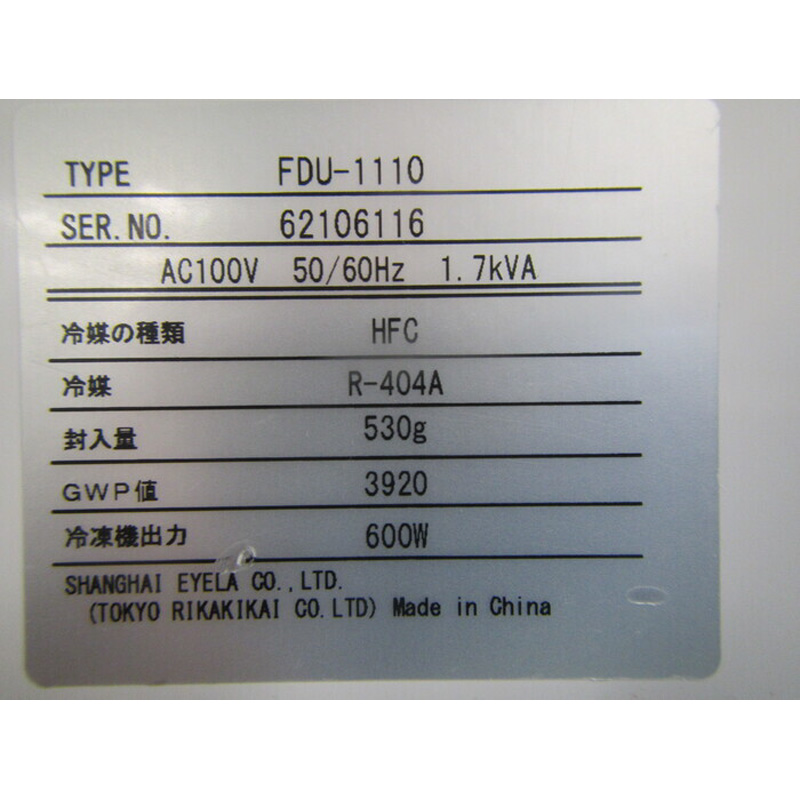 TYPE FDU-1110
SER.NO. 62106116
AC100V 50/60Hz 1.7kVA
冷媒の種類 HFC
冷媒 R-404A
封入量 530g
GWP値 3920
冷凍機出力 600W
SHANGHAI EYELA CO.,LTD.
(TOKYO RIKAKIKAI CO.LTD) Made in China